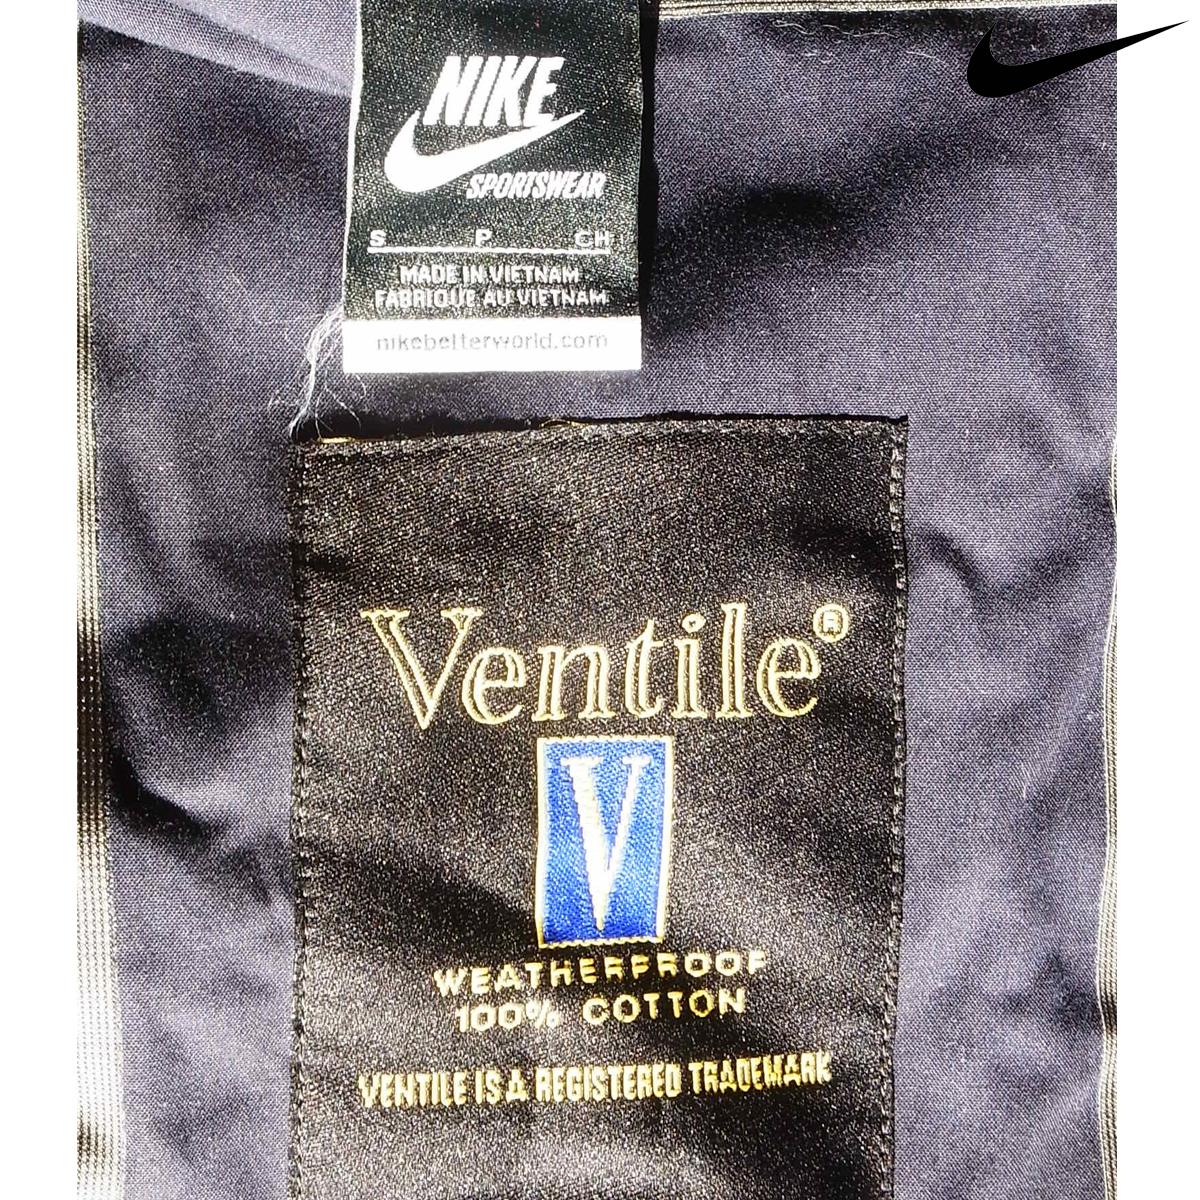 NIKE
SPORTSWEAR
S P CH
MADE IN VIETNAM
FABRIQUE AU VIETNAM
nikebetterworld.com
Ventile®
V
WEATHERPROOF
100% COTTON
VENTILE IS A REGISTERED TRADEMARK